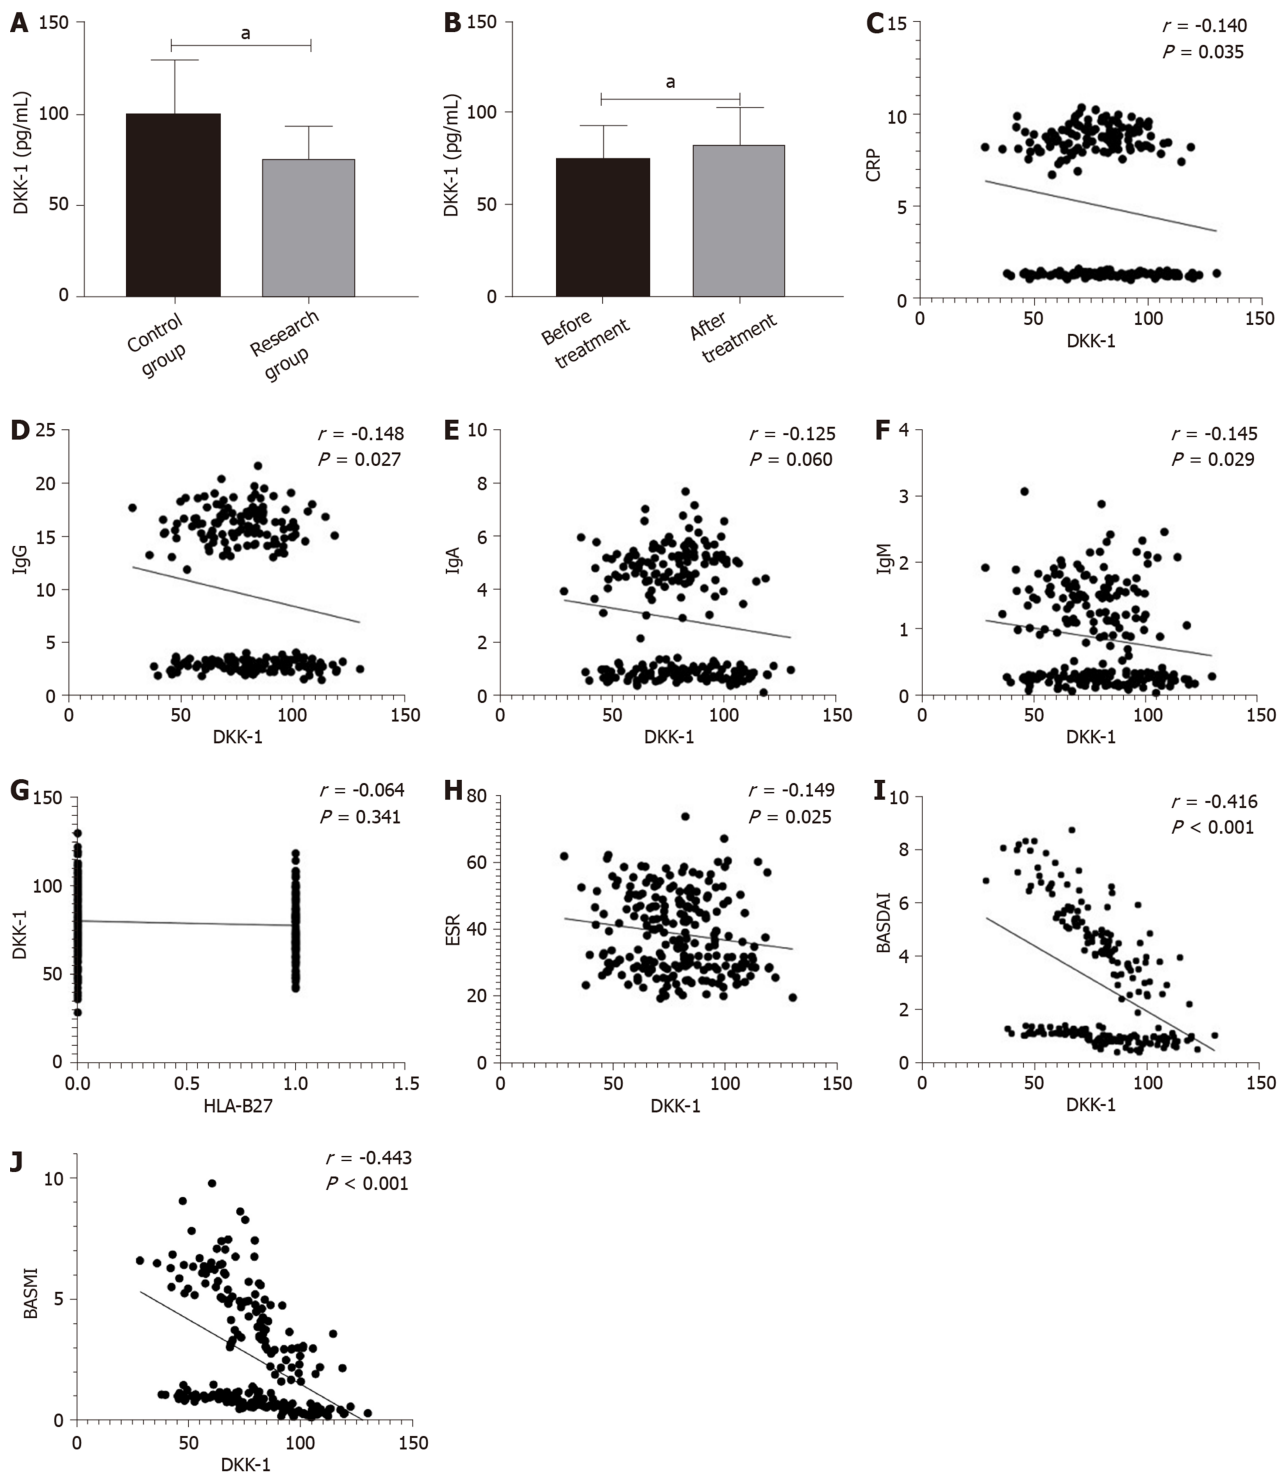 A
150
100
50
0
DKK-1 (pg/mL)
a
Control
group
Research
group
B
150
100
50
0
DKK-1 (pg/mL)
a
Before
treatment
After
treatment
C
r = -0.140
P = 0.035
15
10
5
0
CRP
0 50 100 150
DKK-1
D
r = -0.148
P = 0.027
25
20
15
10
5
0
IgG
0 50 100 150
DKK-1
E
r = -0.125
P = 0.060
10
8
6
4
2
0
IgA
0 50 100 150
DKK-1
F
r = -0.145
P = 0.029
4
3
2
1
0
IgM
0 50 100 150
DKK-1
G
r = -0.064
P = 0.341
150
100
50
0
DKK-1
0.0 0.5 1.0 1.5
HLA-B27
H
r = -0.149
P = 0.025
80
60
40
20
0
ESR
0 50 100 150
DKK-1
I
r = -0.416
P < 0.001
10
8
6
4
2
0
BASDAI
0 50 100 150
DKK-1
J
r = -0.443
P < 0.001
10
5
0
BASMI
0 50 100 150
DKK-1